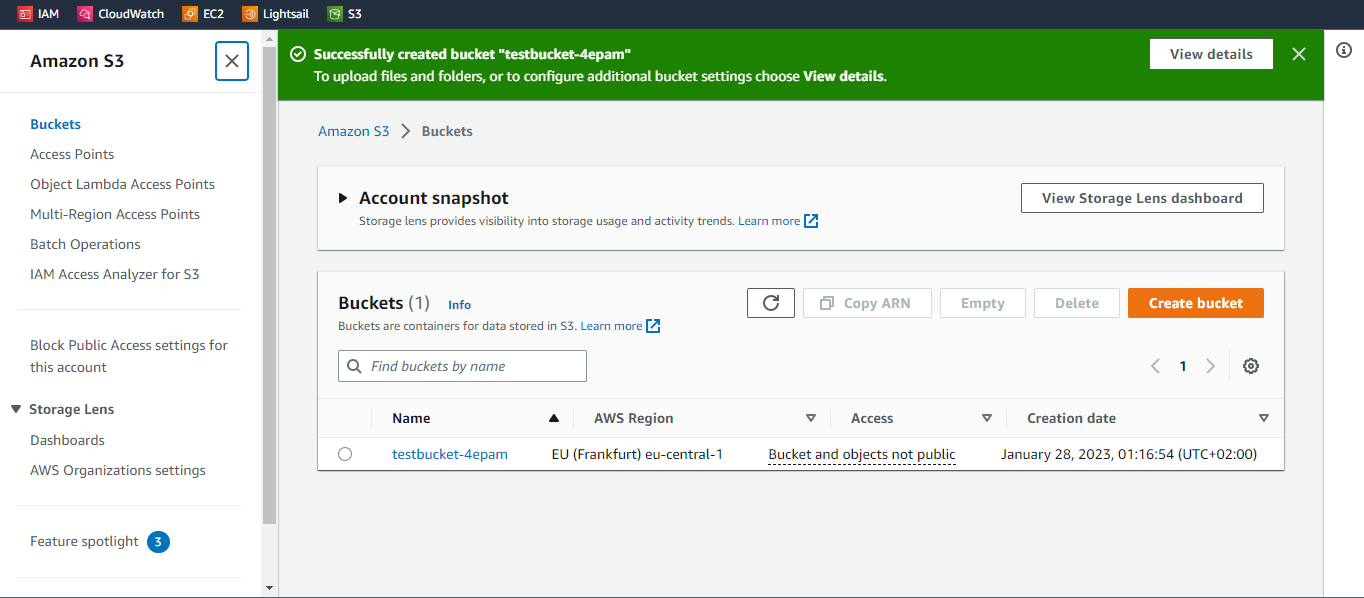 IAM CloudWatch EC2 Lightsail S3
Amazon S3
Buckets
Access Points
Object Lambda Access Points
Multi-Region Access Points
Batch Operations
IAM Access Analyzer for S3
Block Public Access settings for
this account
Storage Lens
Dashboards
AWS Organizations settings
Feature spotlight 3
Successfully created bucket "testbucket-4epam"
To upload files and folders, or to configure additional bucket settings choose View details.
View details
Amazon S3 Buckets
Account snapshot
Storage lens provides visibility into storage usage and activity trends. Learn more
View Storage Lens dashboard
Buckets (1) Info
Buckets are containers for data stored in S3. Learn more
Copy ARN Empty Delete Create bucket
Find buckets by name
1
Name AWS Region Access Creation date
testbucket-4epam EU (Frankfurt) eu-central-1 Bucket and objects not public January 28, 2023, 01:16:54 (UTC+02:00)